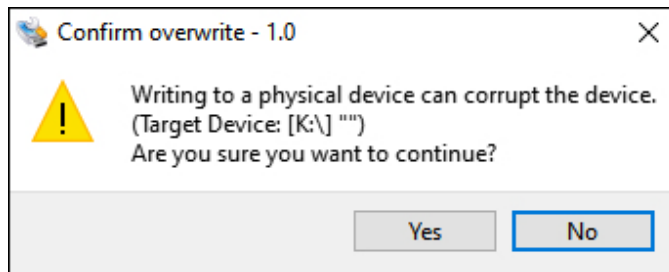 Confirm overwrite - 1.0
Writing to a physical device can corrupt the device.
(Target Device: [K:\] "")
Are you sure you want to continue?
Yes
No